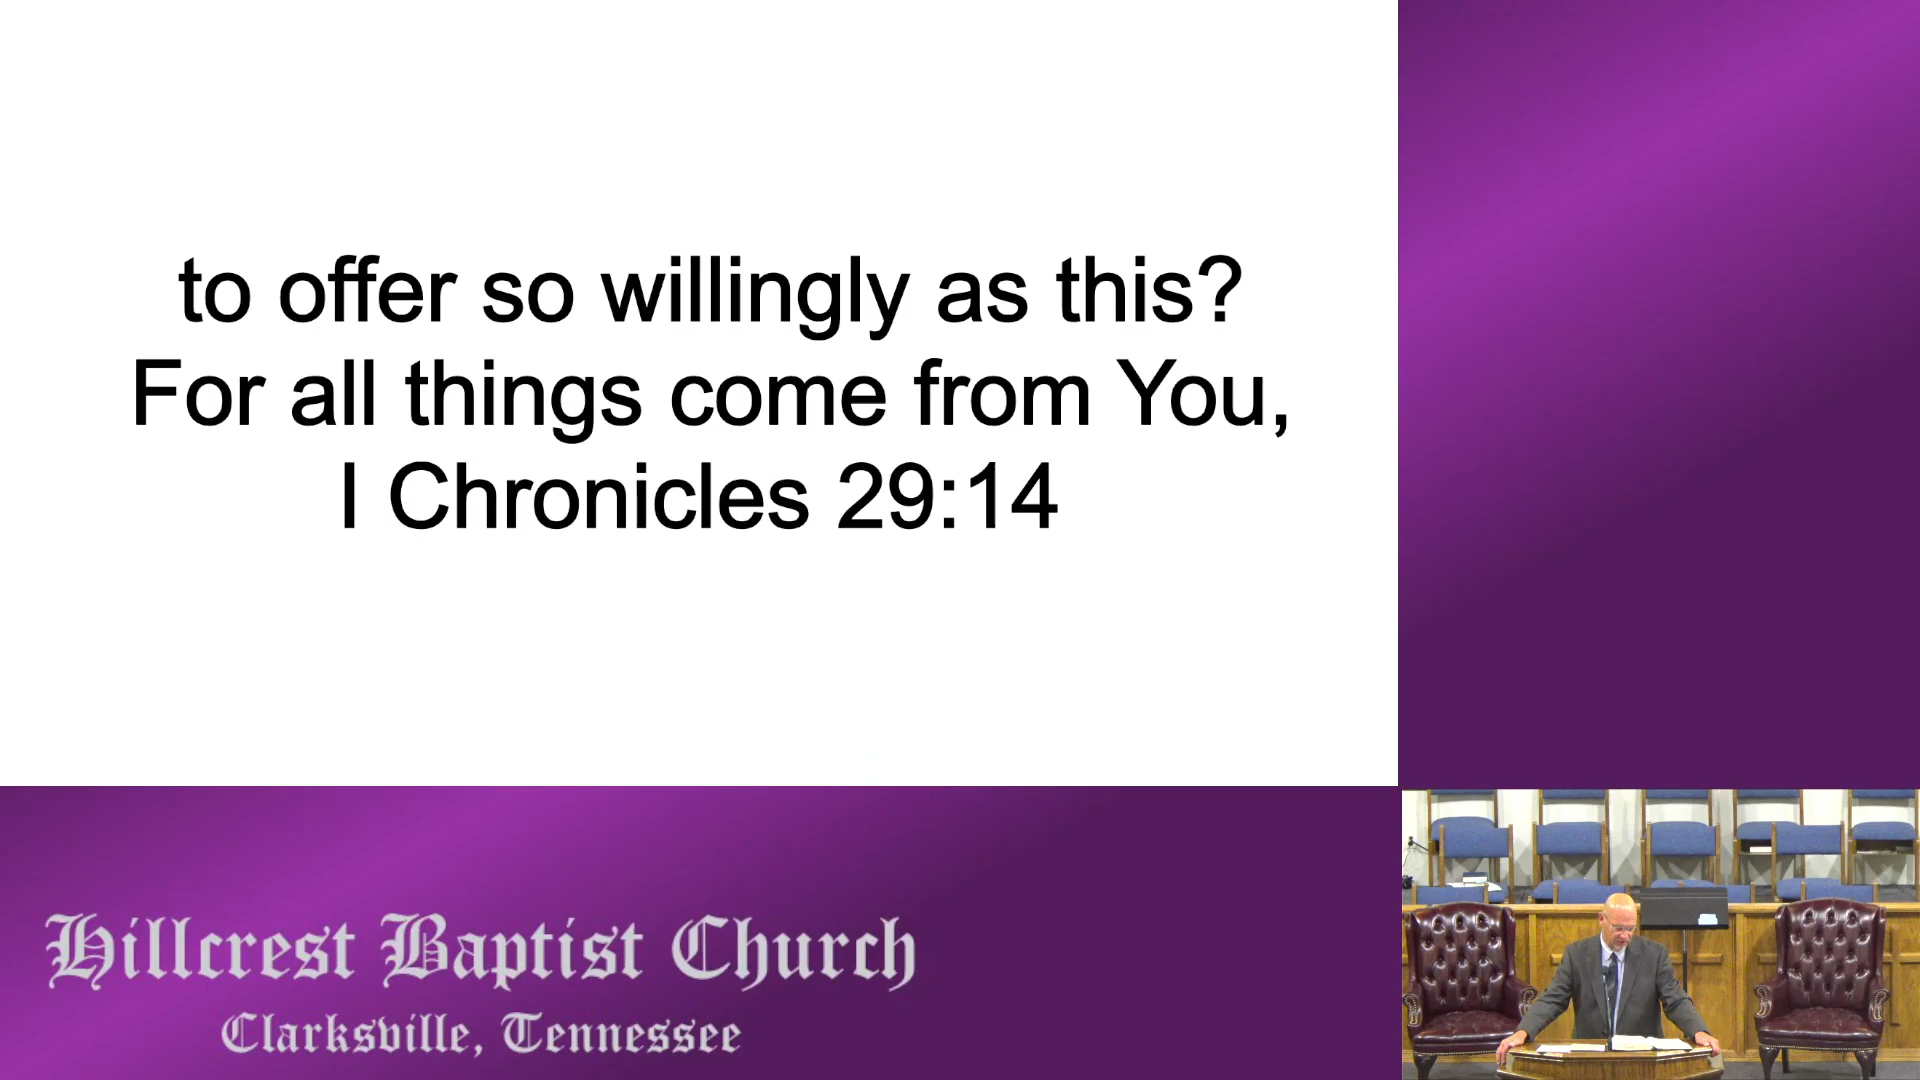 to offer so willingly as this?
For all things come from You,
I Chronicles 29:14
Hillcrest Baptist Church
Clarksville, Tennessee